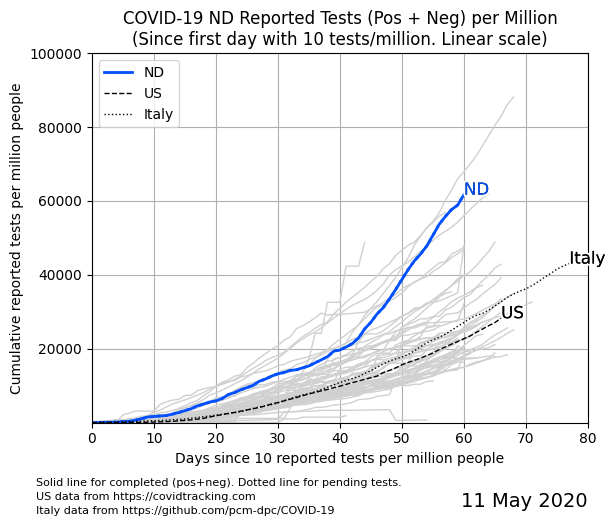 COVID-19 ND Reported Tests (Pos + Neg) per Million
(Since first day with 10 tests/million. Linear scale)
100000
80000
60000
40000
20000
Cumulative reported tests per million people
ND
US
Italy
ND
Italy
US
0 10 20 30 40 50 60 70 80
Days since 10 reported tests per million people
Solid line for completed (pos+neg). Dotted line for pending tests.
US data from https://covidtracking.com
Italy data from https://github.com/pcm-dpc/COVID-19
11 May 2020